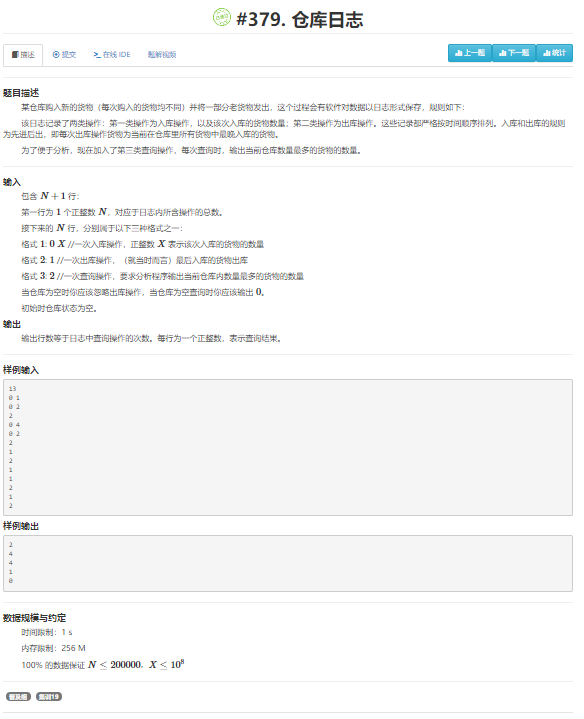 #379. 仓库日志
描述
提交
>_ 在线 IDE
题解视频
上一题
下一题
统计
题目描述
某仓库购入新的货物（每次购入的货物均不同）并将一部分老货物发出，这个过程会有软件对数据以日志形式保存，规则如下：
该日志记录了两类操作：第一类操作为入库操作，以及该次入库的货物数量；第二类操作为出库操作。这些记录都严格按时间顺序排列。入库和出库的规则
为先进后出，即每次出库操作货物为当前在仓库里所有货物中最晚入库的货物。
为了便于分析，现在加入了第三类查询操作，每次查询时，输出当前仓库数量最多的货物的数量。
输入
包含 N + 1 行：
第一行为 1 个正整数 N，对应于日志内所含操作的总数。
接下来的 N 行，分别属于以下三种格式之一：
格式 1: 0 X //一次入库操作，正整数 X 表示该次入库的货物的数量
格式 2: 1 //一次出库操作，（就当时而言）最后入库的货物出库
格式 3: 2 //一次查询操作，要求分析程序输出当前仓库内数量最多的货物的数量
当仓库为空时你应该忽略出库操作，当仓库为空查询时你应该输出 0。
初始时仓库状态为空。
输出
输出行数等于日志中查询操作的次数。每行为一个正整数，表示查询结果。
样例输入
13
0 1
0 2
2
0 4
0 2
2
1
2
1
1
2
1
2
样例输出
2
4
4
1
0
数据规模与约定
时间限制：1 s
内存限制：256 M
100% 的数据保证 N ≤ 200000，X ≤ 10⁸
普及组